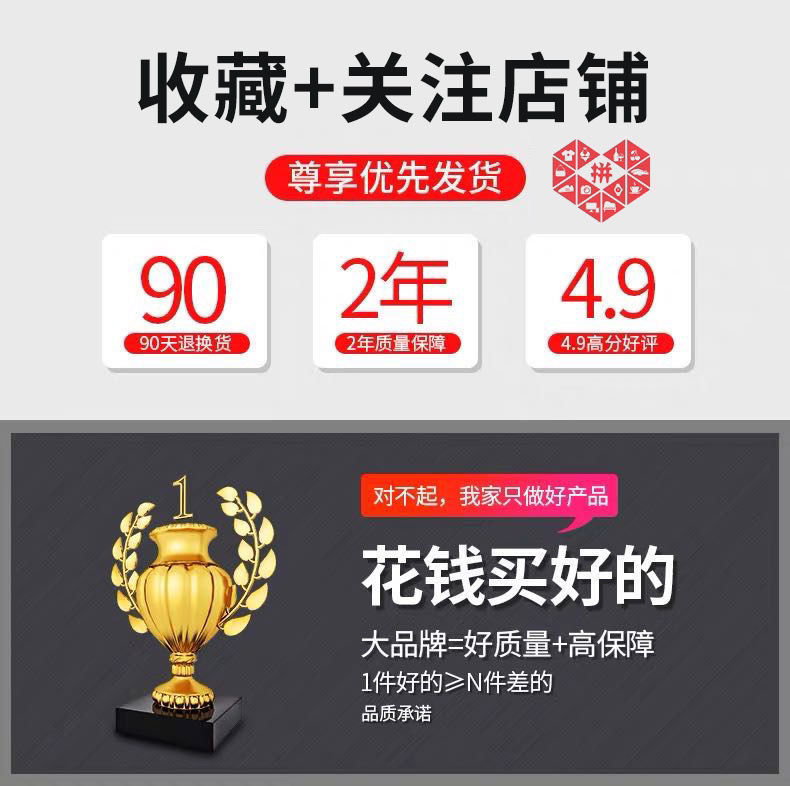 收藏+关注店铺
尊享优先发货
拼
90
90天退换货
2年
2年质量保障
4.9
4.9高分好评
1
对不起，我家只做好产品
花钱买好的
大品牌=好质量+高保障
1件好的≥N件差的
品质承诺